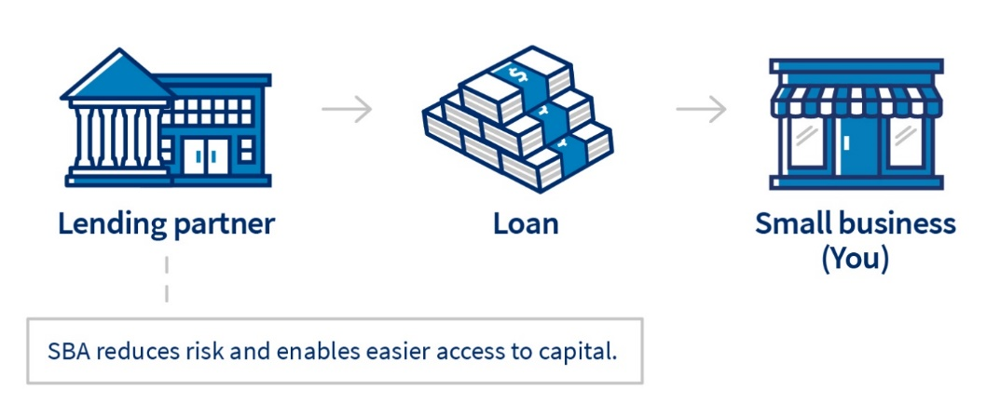 Lending partner
Loan
Small business
(You)
SBA reduces risk and enables easier access to capital.